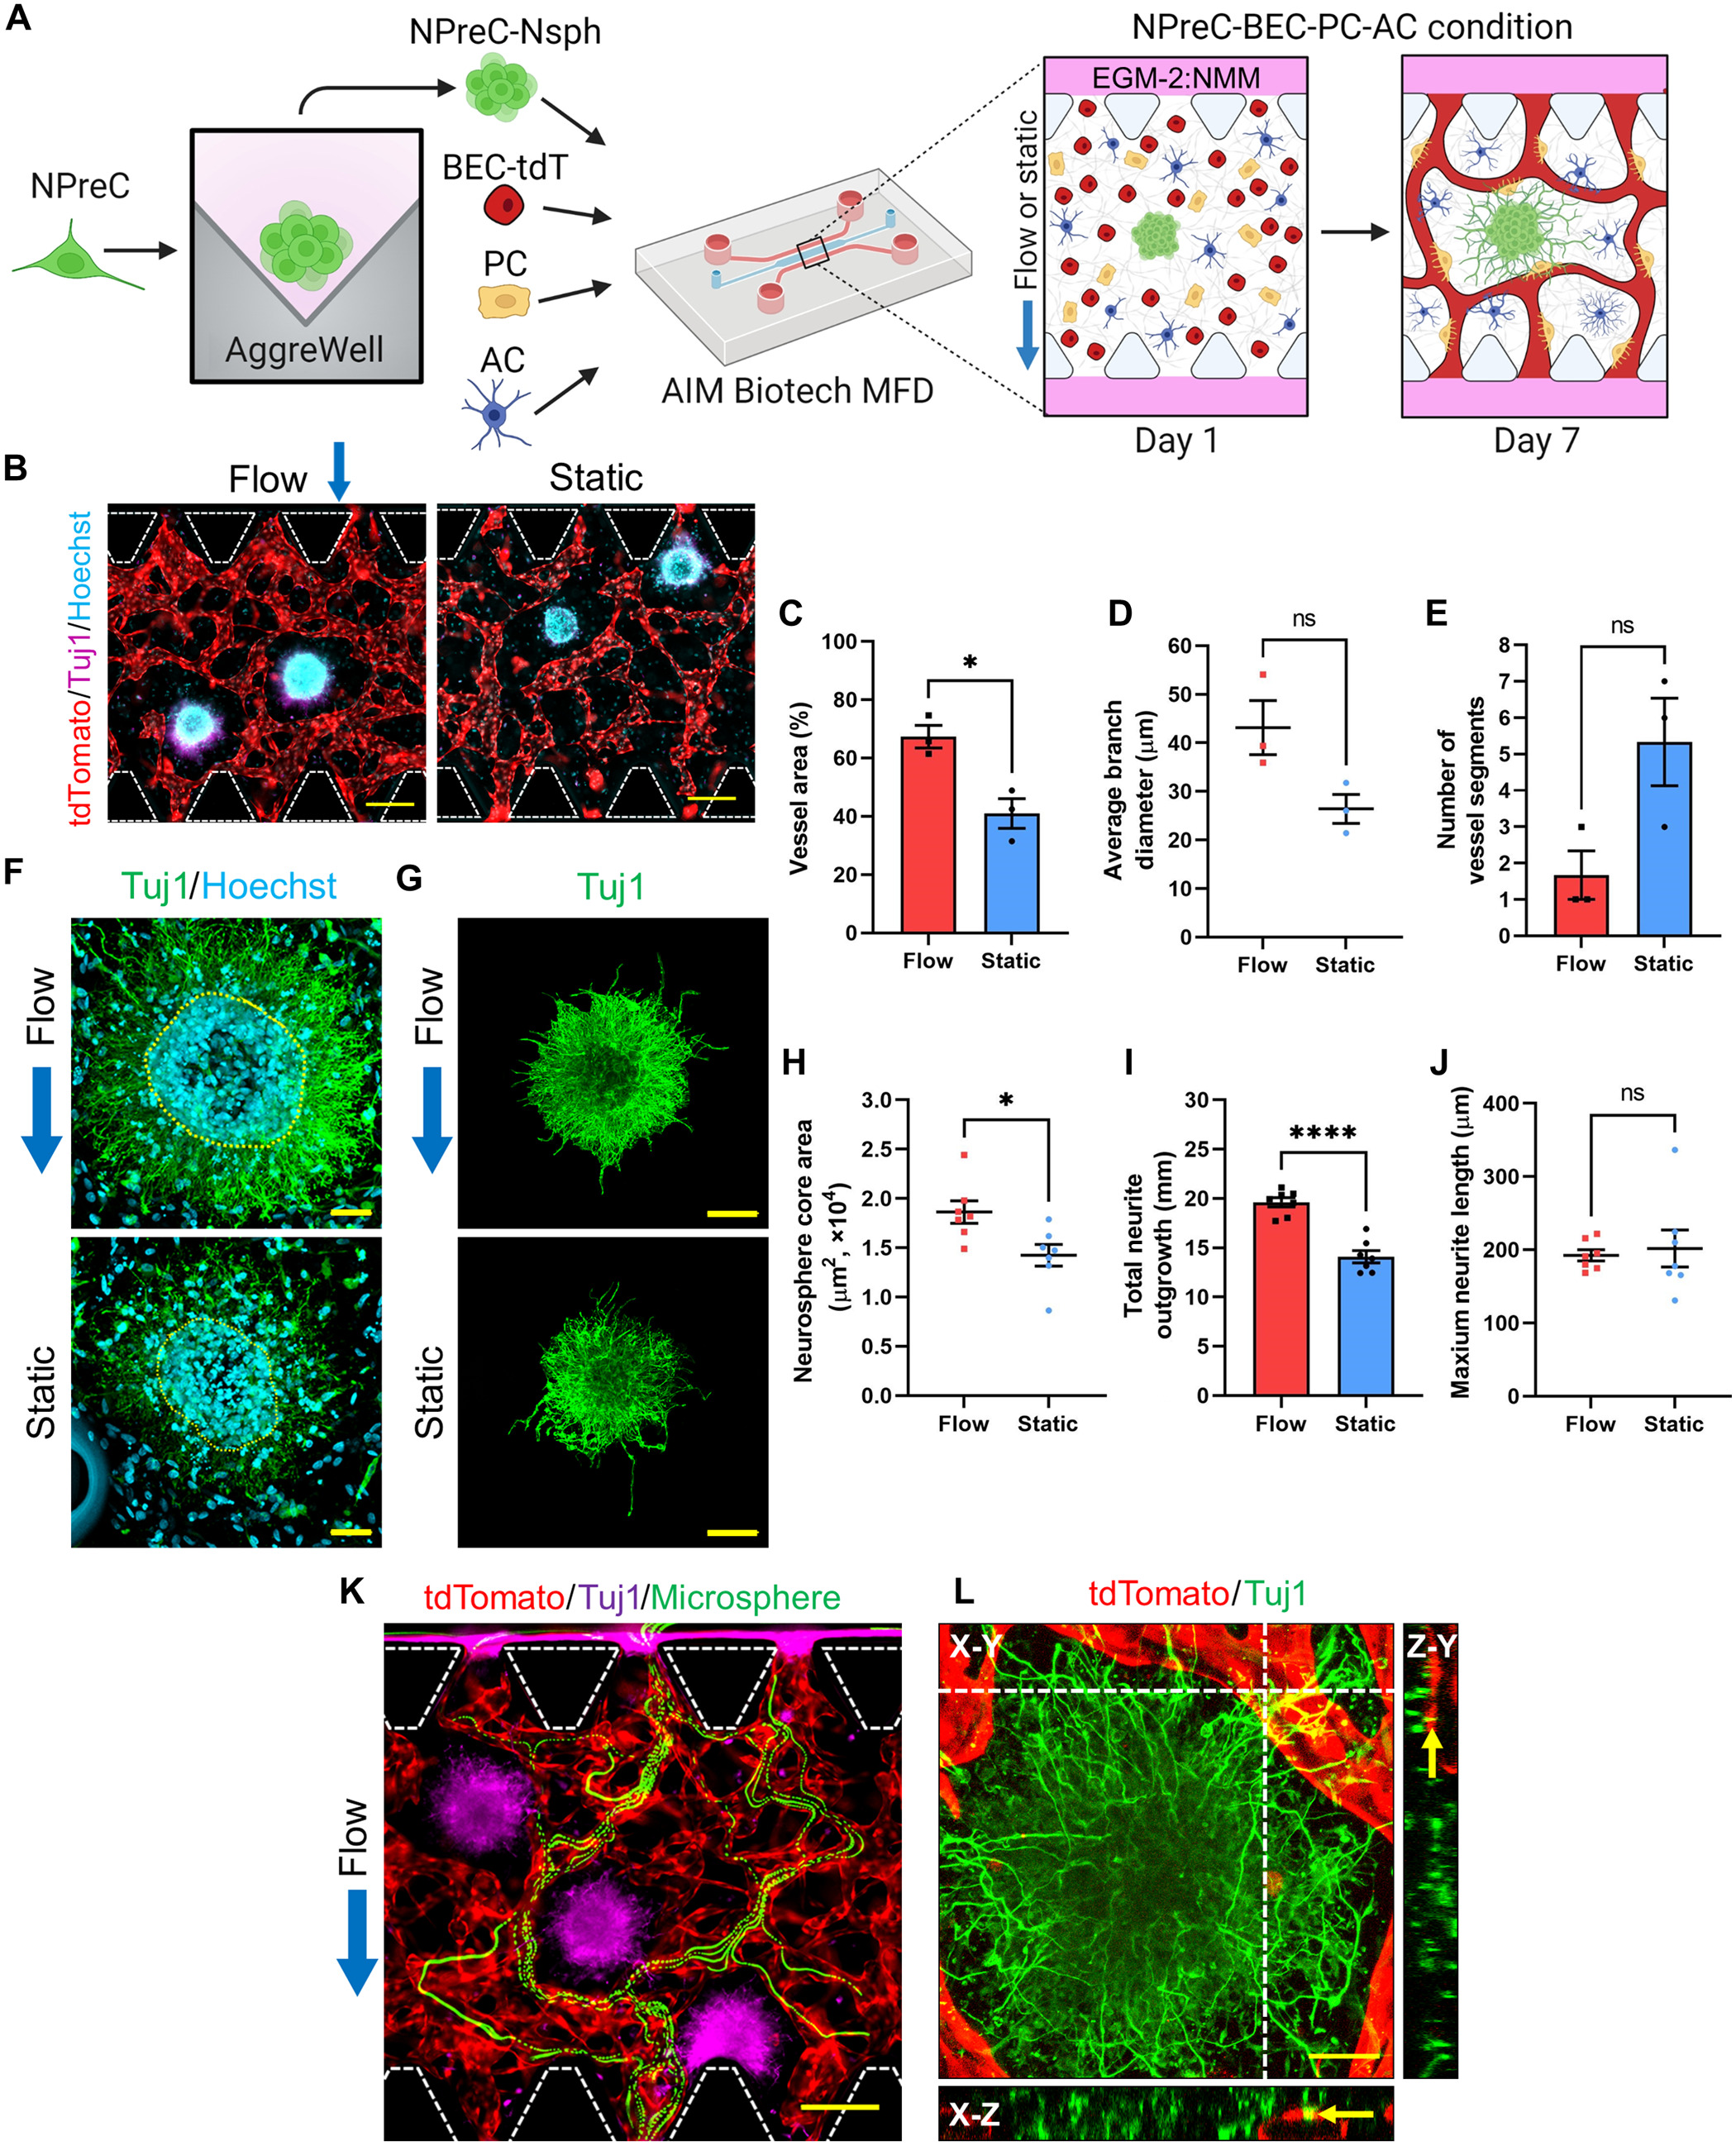 A
NPreC
AggreWell
NPreC-Nsph
BEC-tdT
PC
AC
AIM Biotech MFD
NPreC-BEC-PC-AC condition
EGM-2:NMM
Flow or static
Day 1
Day 7
B
Flow
Static
tdTomato/Tuj1/Hoechst
C
Vessel area (%)
100
80
60
40
20
0
*
Flow
Static
D
Average branch
diameter (μm)
60
50
40
30
20
10
0
ns
Flow
Static
E
Number of
vessel segments
8
7
6
5
4
3
2
1
0
ns
Flow
Static
F
Tuj1/Hoechst
Flow
Static
G
Tuj1
Flow
Static
H
Neurosphere core area
(μm², ×10⁴)
3.0
2.5
2.0
1.5
1.0
0.5
0.0
*
Flow
Static
I
Total neurite
outgrowth (mm)
30
25
20
15
10
5
0
****
Flow
Static
J
Maxium neurite length (μm)
400
300
200
100
0
ns
Flow
Static
K
tdTomato/Tuj1/Microsphere
Flow
L
tdTomato/Tuj1
X-Y
Z-Y
X-Z